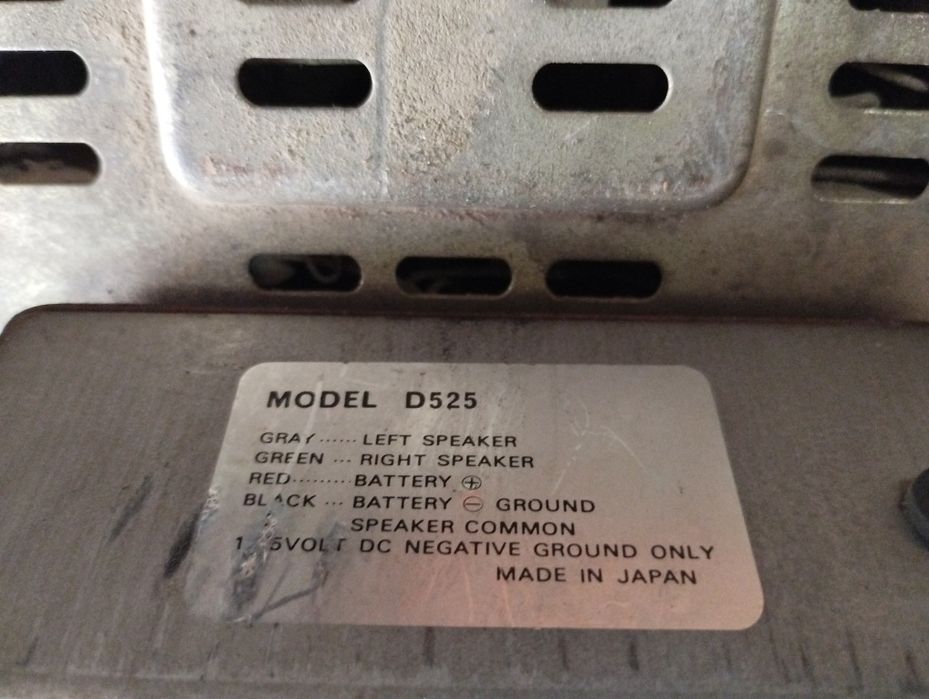 MODEL D525
GRAY ...... LEFT SPEAKER
GREEN ... RIGHT SPEAKER
RED ......... BATTERY ⊕
BLACK ... BATTERY ⊖ GROUND
SPEAKER COMMON
DC NEGATIVE GROUND ONLY
MADE IN JAPAN